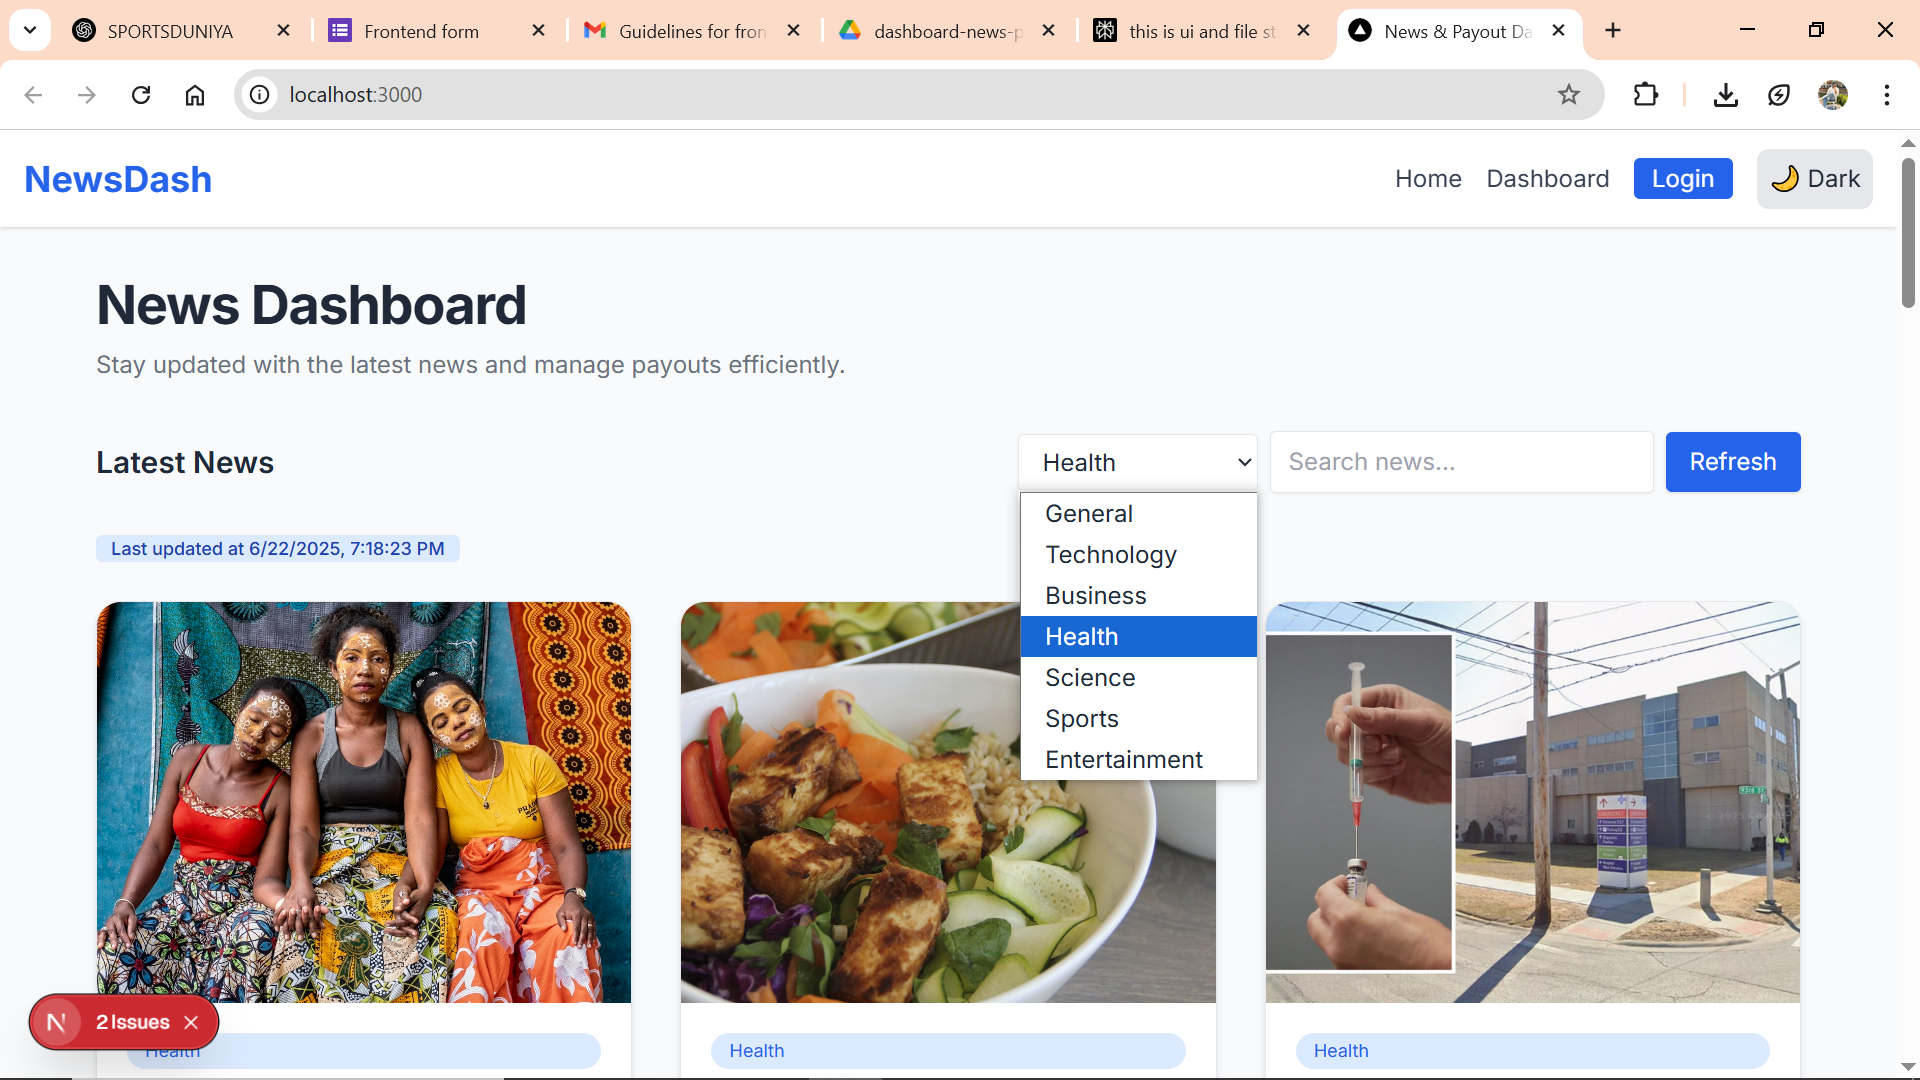 SPORTSDUNIYA
Frontend form
Guidelines for fron
dashboard-news-p
this is ui and file st
News & Payout Da
localhost:3000
NewsDash
Home
Dashboard
Login
🌙 Dark
News Dashboard
Stay updated with the latest news and manage payouts efficiently.
Latest News
Health
Search news...
Refresh
General
Technology
Business
Health
Science
Sports
Entertainment
Last updated at 6/22/2025, 7:18:23 PM
93rd St
N 2 Issues
Health
Health
Health